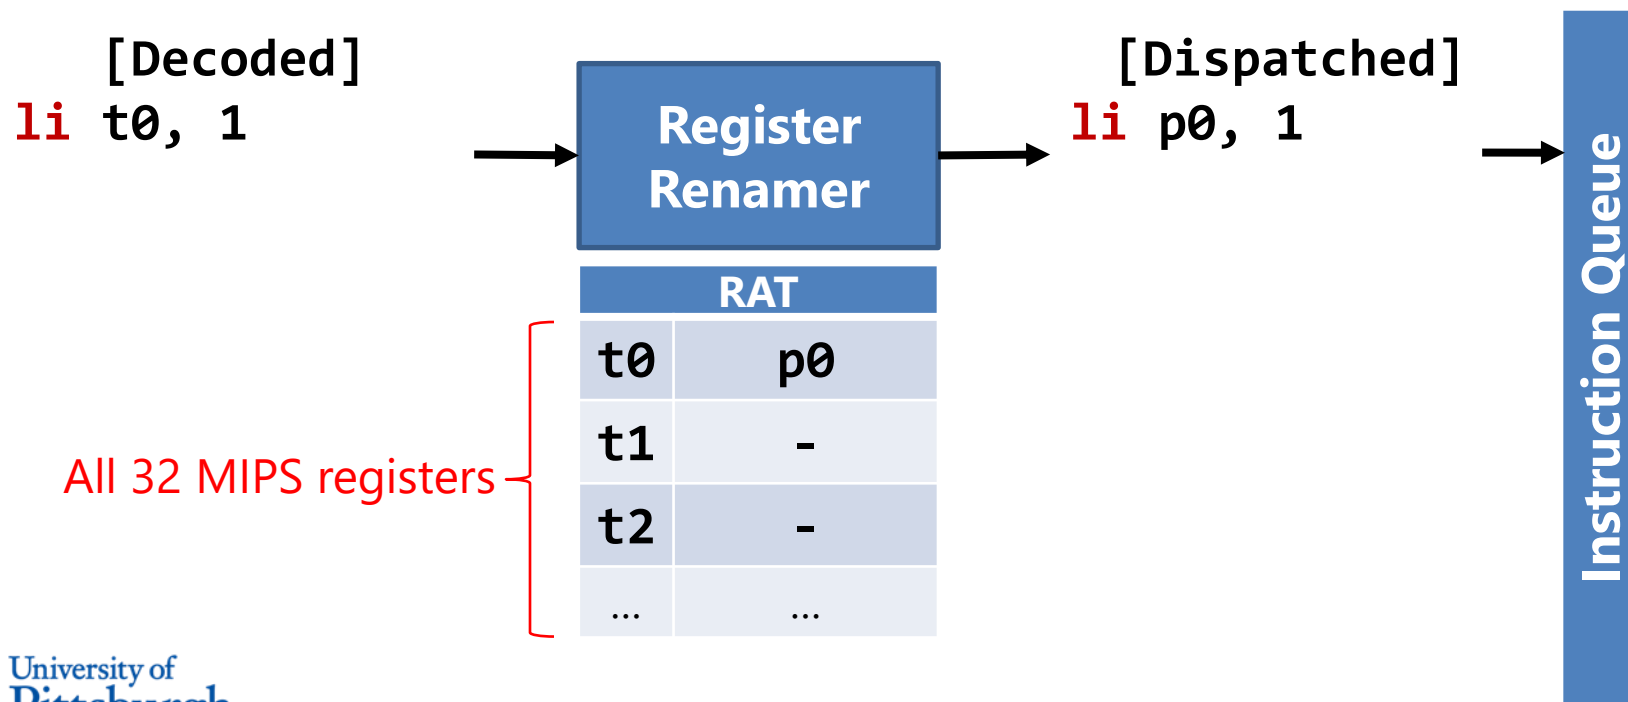 [Decoded]
li t0, 1
Register
Renamer
[Dispatched]
li p0, 1
Instruction Queue
RAT
t0 p0
t1 -
t2 -
... ...
All 32 MIPS registers
University of
Pittsburgh